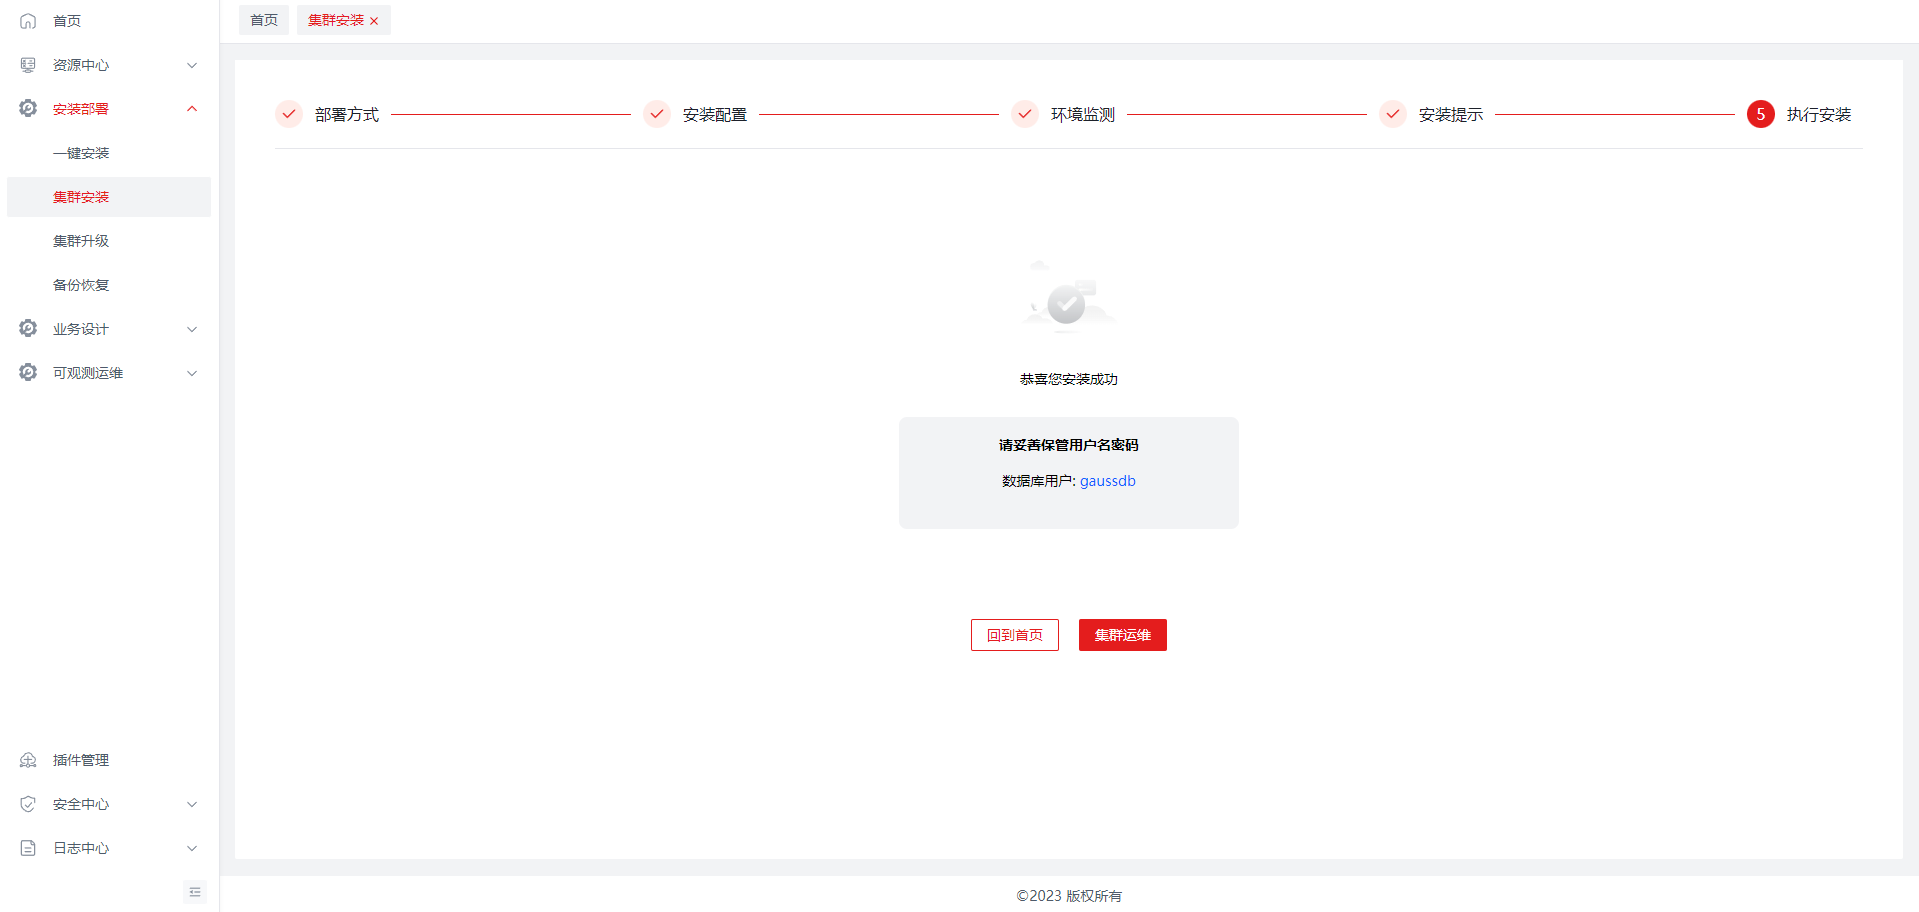 首页
资源中心
安装部署
一键安装
集群安装
集群升级
备份恢复
业务设计
可观测运维
插件管理
安全中心
日志中心
首页 集群安装
部署方式 安装配置 环境监测 安装提示 5 执行安装
恭喜您安装成功
请妥善保管用户名密码
数据库用户: gaussdb
回到首页 集群运维
©2023 版权所有